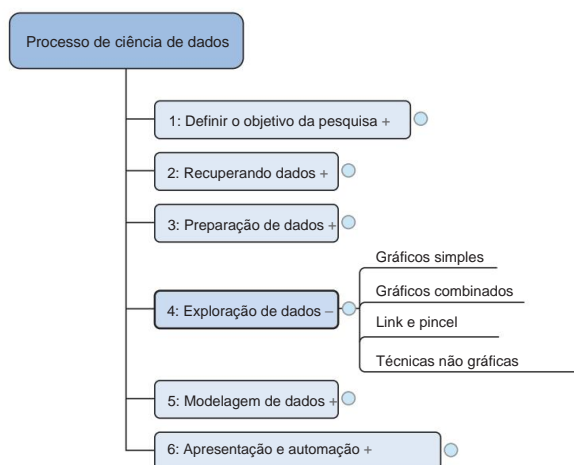 Processo de ciência de dados
1: Definir o objetivo da pesquisa +
2: Recuperando dados +
3: Preparação de dados +
4: Exploração de dados –
Gráficos simples
Gráficos combinados
Link e pincel
Técnicas não gráficas
5: Modelagem de dados +
6: Apresentação e automação +